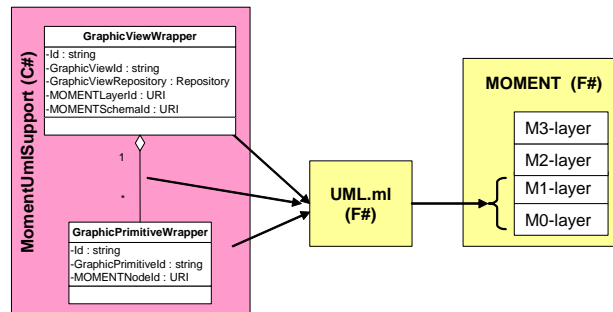 MomentUmlSupport (C#)
GraphicViewWrapper
-Id : string
-GraphicViewId : string
-GraphicViewRepository : Repository
-MOMENTLayerId : URI
-MOMENTSchemaId : URI
1
*
GraphicPrimitiveWrapper
-Id : string
-GraphicPrimitiveId : string
-MOMENTNodeId : URI
UML.ml
(F#)
MOMENT (F#)
M3-layer
M2-layer
M1-layer
M0-layer